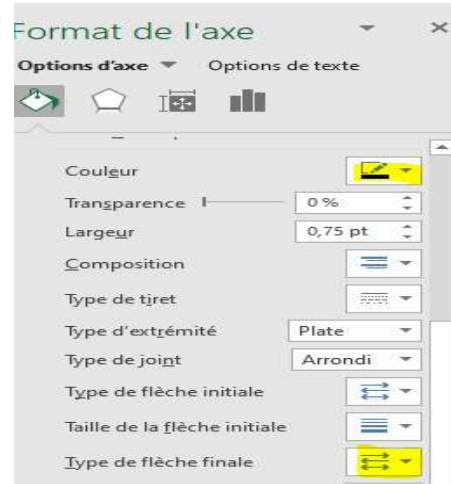 Format de l'axe
Options d'axe Options de texte
Couleur
Transparence 0 %
Largeur 0,75 pt
Composition
Type de tiret
Type d'extrémité Plate
Type de joint Arrondi
Type de flèche initiale
Taille de la flèche initiale
Type de flèche finale